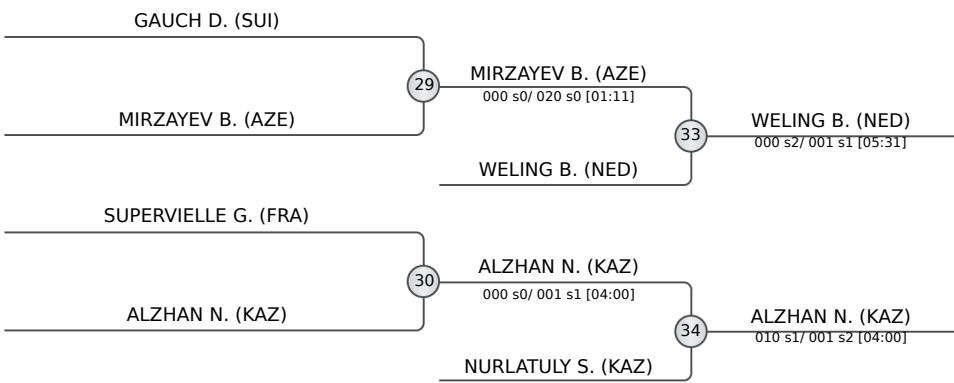 GAUCH D. (SUI)
29
MIRZAYEV B. (AZE)
000 s0/ 020 s0 [01:11]
MIRZAYEV B. (AZE)
33
WELING B. (NED)
000 s2/ 001 s1 [05:31]
WELING B. (NED)
SUPERVIELLE G. (FRA)
30
ALZHAN N. (KAZ)
000 s0/ 001 s1 [04:00]
ALZHAN N. (KAZ)
34
ALZHAN N. (KAZ)
010 s1/ 001 s2 [04:00]
NURLATULY S. (KAZ)